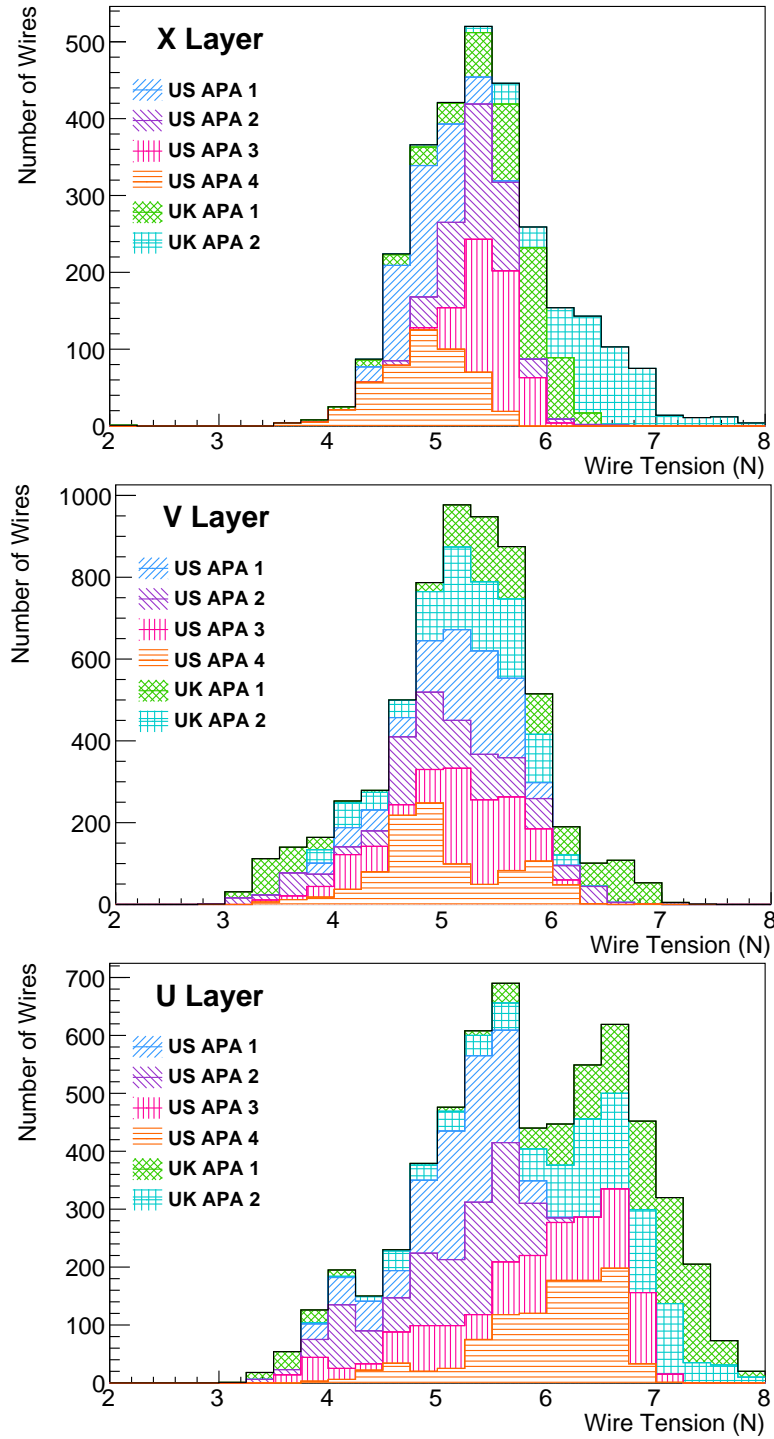 X Layer
Number of Wires
500
400
300
200
100
0
US APA 1
US APA 2
US APA 3
US APA 4
UK APA 1
UK APA 2
2 3 4 5 6 7 8
Wire Tension (N)
V Layer
Number of Wires
1000
800
600
400
200
0
US APA 1
US APA 2
US APA 3
US APA 4
UK APA 1
UK APA 2
2 3 4 5 6 7 8
Wire Tension (N)
U Layer
Number of Wires
700
600
500
400
300
200
100
0
US APA 1
US APA 2
US APA 3
US APA 4
UK APA 1
UK APA 2
2 3 4 5 6 7 8
Wire Tension (N)